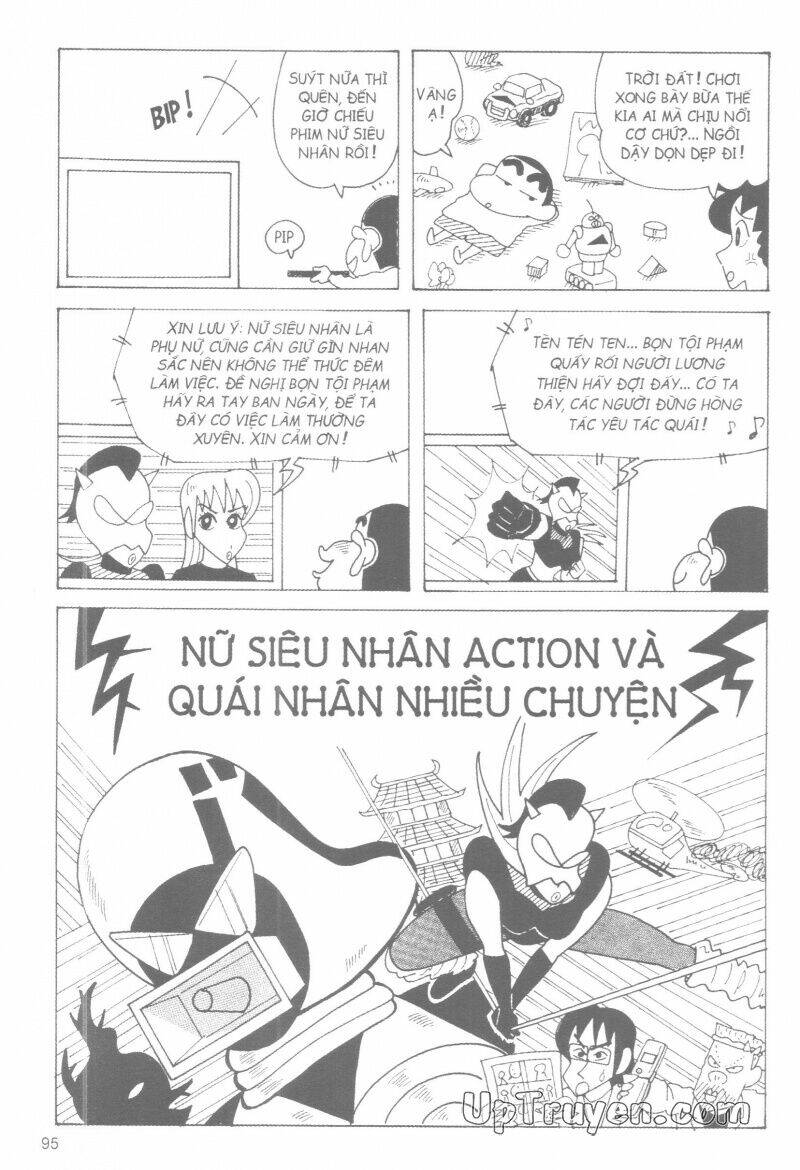 BIP!
SUÝT NỮA THÌ
QUÊN, ĐẾN
GIỜ CHIẾU
PHIM NỮ SIÊU
NHÂN RỒI!
PIP
VÂNG
Ạ!
TRỜI ĐẤT! CHƠI
XONG BÀY BỪA THẾ
KIA AI MÀ CHỊU NỔI
CƠ CHỨ?... NGỒI
DẬY DỌN DẸP ĐI!
XIN LƯU Ý: NỮ SIÊU NHÂN LÀ
PHỤ NỮ, CŨNG CẦN GIỮ GÌN NHAN
SẮC NÊN KHÔNG THỂ THỨC ĐÊM
LÀM VIỆC. ĐỀ NGHỊ BỌN TỘI PHẠM
HÃY RA TAY BAN NGÀY, ĐỂ TA
ĐÂY CÓ VIỆC LÀM THƯỜNG
XUYÊN. XIN CẢM ƠN!
TÈN TÉN TEN... BỌN TỘI PHẠM
QUẤY RỐI NGƯỜI LƯƠNG
THIỆN HÃY ĐỢI ĐẤY... CÓ TA
ĐÂY, CÁC NGƯƠI ĐỪNG HÒNG
TÁC YÊU TÁC QUÁI!
NỮ SIÊU NHÂN ACTION VÀ
QUÁI NHÂN NHIỀU CHUYỆN
UpTruyen.com
95